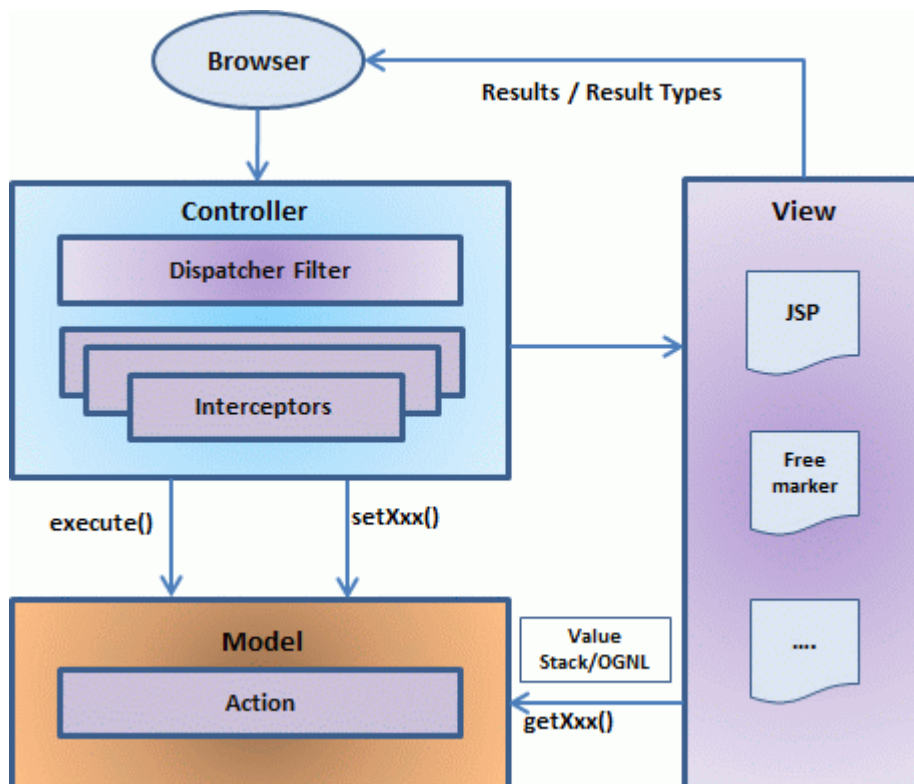 Browser
Results / Result Types
Controller
View
Dispatcher Filter
JSP
Interceptors
Free
marker
execute()
setXxx()
Model
Value
Stack/OGNL
....
Action
getXxx()